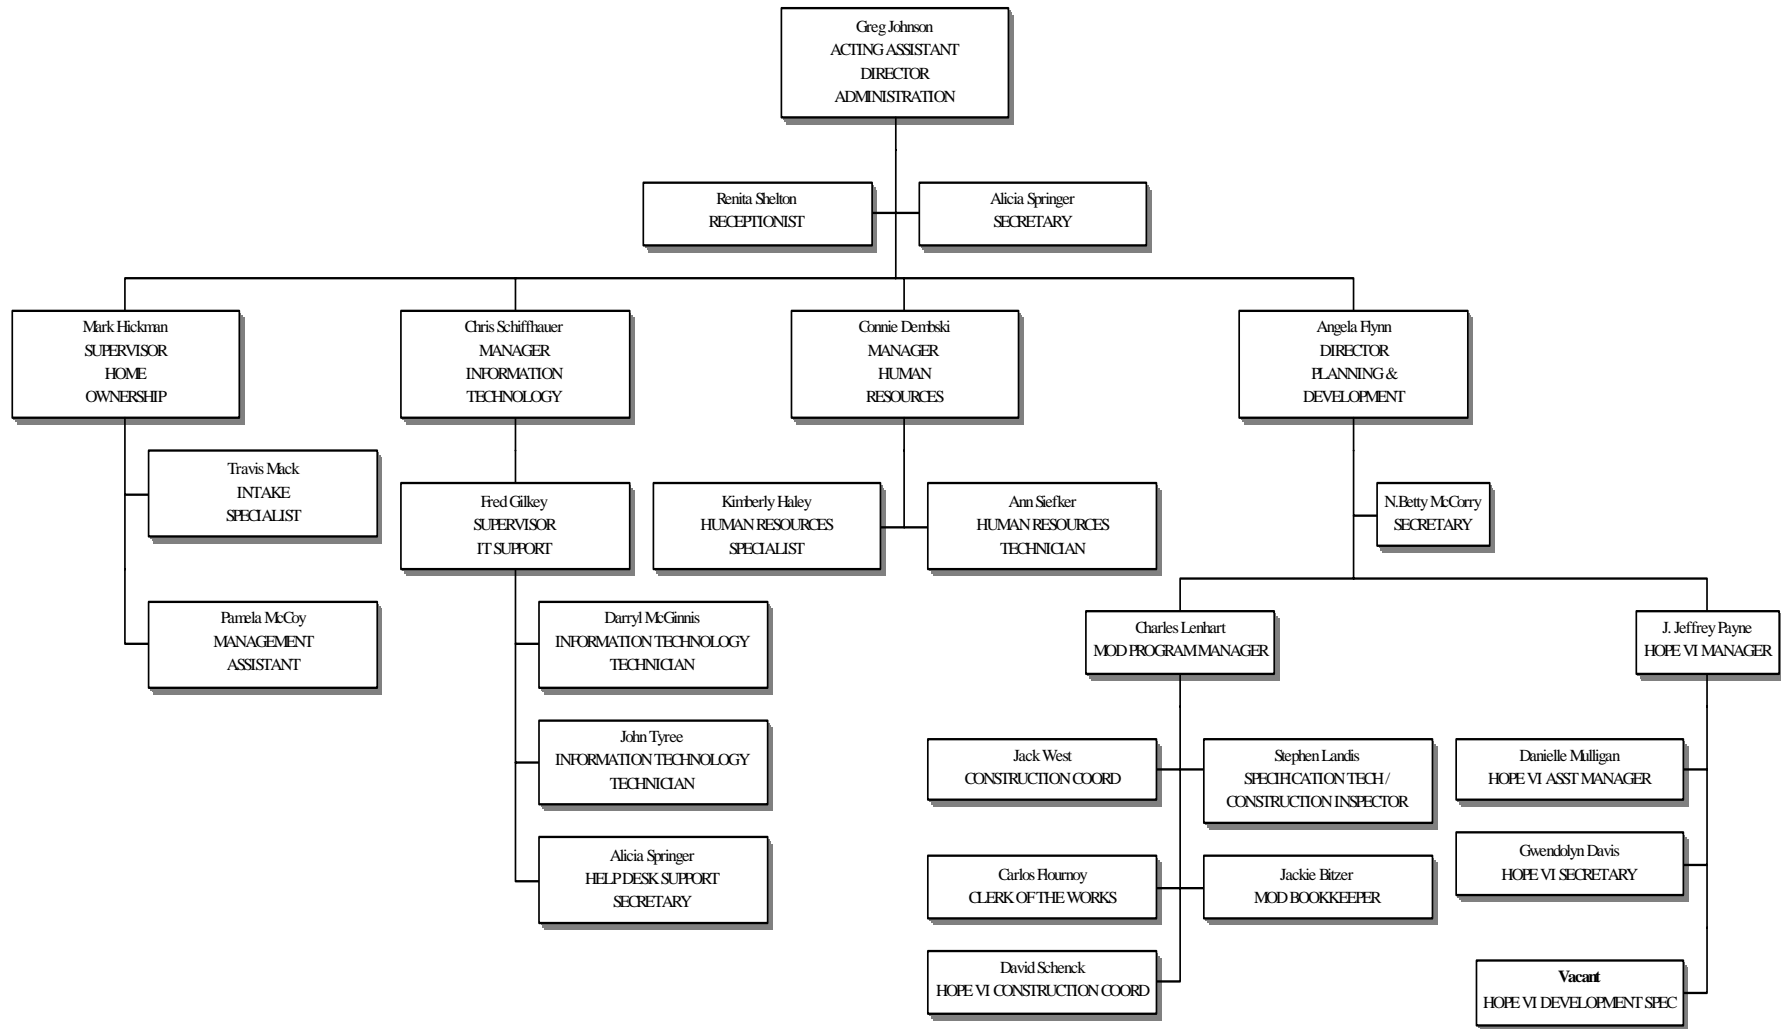 Greg Johnson
ACTING ASSISTANT
DIRECTOR
ADMINISTRATION
Renita Shelton
RECEPTIONIST
Alicia Springer
SECRETARY
Mark Hickman
SUPERVISOR
HOME
OWNERSHIP
Chris Schiffhauer
MANAGER
INFORMATION
TECHNOLOGY
Connie Dembski
MANAGER
HUMAN
RESOURCES
Angela Flynn
DIRECTOR
PLANNING &
DEVELOPMENT
Travis Mack
INTAKE
SPECIALIST
Fred Gilkey
SUPERVISOR
IT SUPPORT
Kimberly Haley
HUMAN RESOURCES
SPECIALIST
Ann Siefker
HUMAN RESOURCES
TECHNICIAN
N.Betty McCorry
SECRETARY
Pamela McCoy
MANAGEMENT
ASSISTANT
Darryl McGinnis
INFORMATION TECHNOLOGY
TECHNICIAN
Charles Lenhart
MOD PROGRAM MANAGER
J. Jeffrey Payne
HOPE VI MANAGER
John Tyree
INFORMATION TECHNOLOGY
TECHNICIAN
Jack West
CONSTRUCTION COORD
Stephen Landis
SPECIFICATION TECH /
CONSTRUCTION INSPECTOR
Danielle Mulligan
HOPE VI ASST MANAGER
Alicia Springer
HELP DESK SUPPORT
SECRETARY
Carlos Flournoy
CLERK OF THE WORKS
Jackie Bitzer
MOD BOOKKEEPER
Gwendolyn Davis
HOPE VI SECRETARY
David Schenck
HOPE VI CONSTRUCTION COORD
Vacant
HOPE VI DEVELOPMENT SPEC